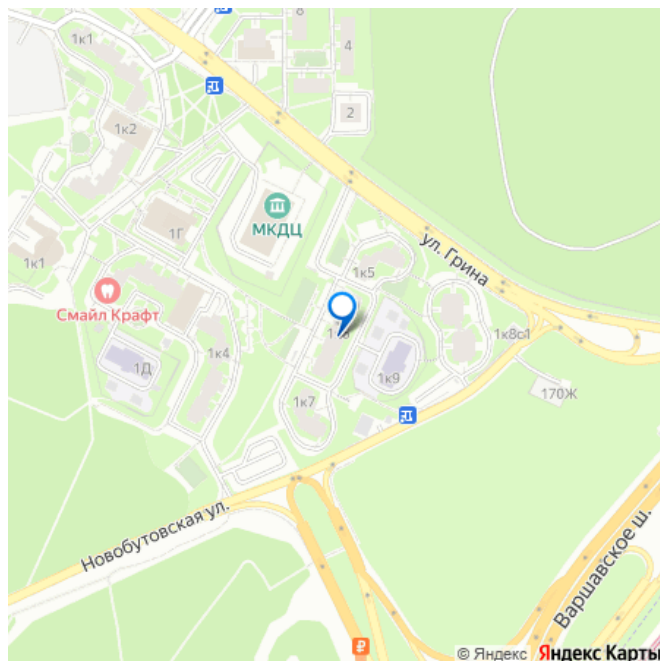 1к1
8
4
1к2
2
1Г
МКДЦ
ул. Грина
1к1
1к5
Смайл Крафт
1к4
1Д
1к8с1
1к9
170Ж
1к7
Новобутовская ул.
Варшавское ш.
© Яндекс Яндекс Карты